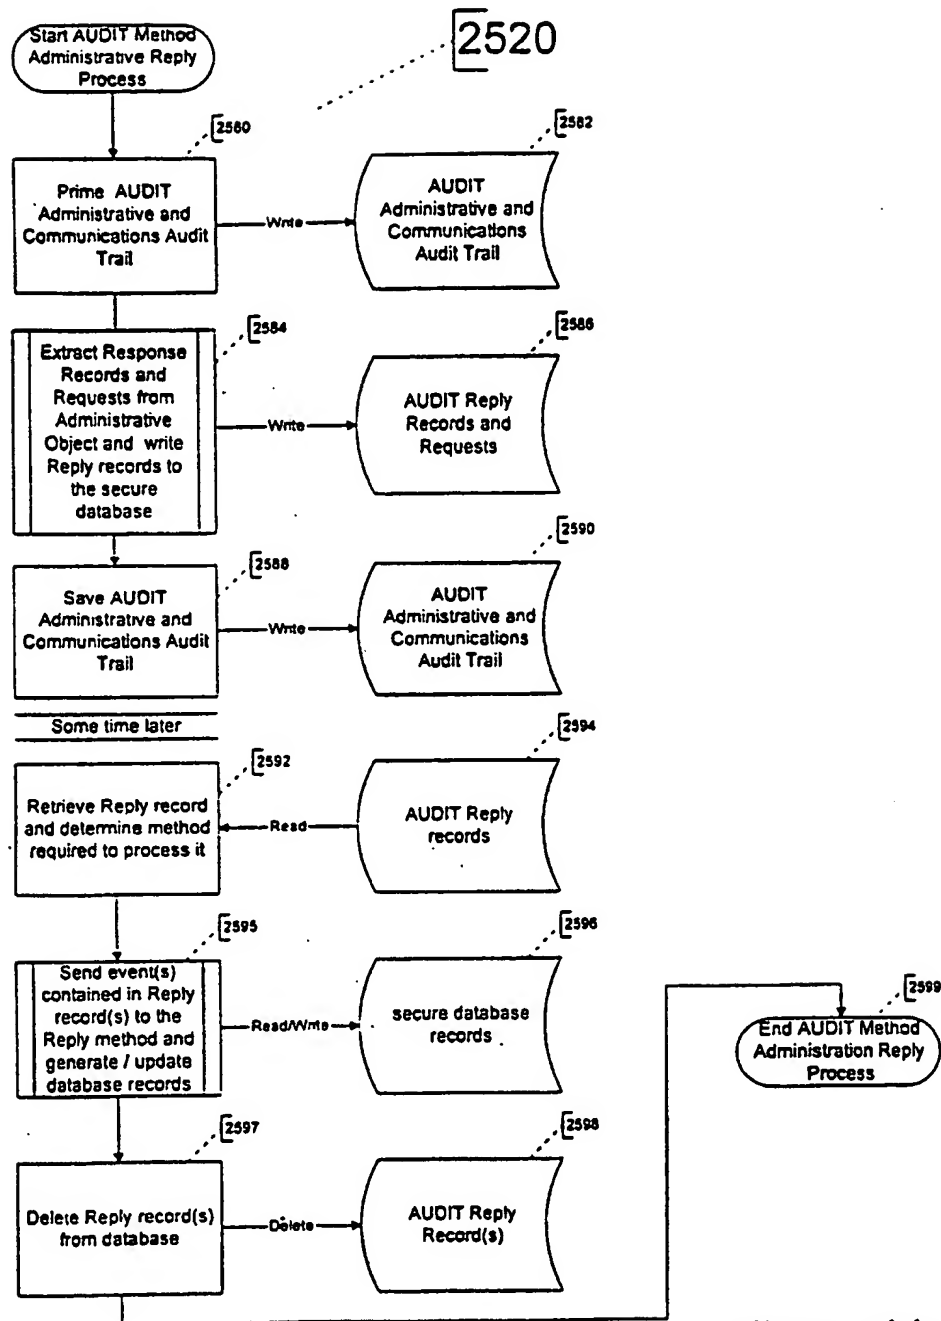 Start AUDIT Method
Administrative Reply
Process
2520
2580
Prime AUDIT
Administrative and
Communications Audit
Trail
Write
2582
AUDIT
Administrative and
Communications
Audit Trail
2584
Extract Response
Records and
Requests from
Administrative
Object and write
Reply records to
the secure
database
Write
2586
AUDIT Reply
Records and
Requests
2588
Save AUDIT
Administrative and
Communications Audit
Trail
Write
2590
AUDIT
Administrative and
Communications
Audit Trail
Some time later
2592
Retrieve Reply record
and determine method
required to process it
Read
2594
AUDIT Reply
records
2595
Send event(s)
contained in Reply
record(s) to the
Reply method and
generate / update
database records
Read/Write
2596
secure database
records
2599
End AUDIT Method
Administration Reply
Process
2597
Delete Reply record(s)
from database
Delete
2598
AUDIT Reply
Record(s)